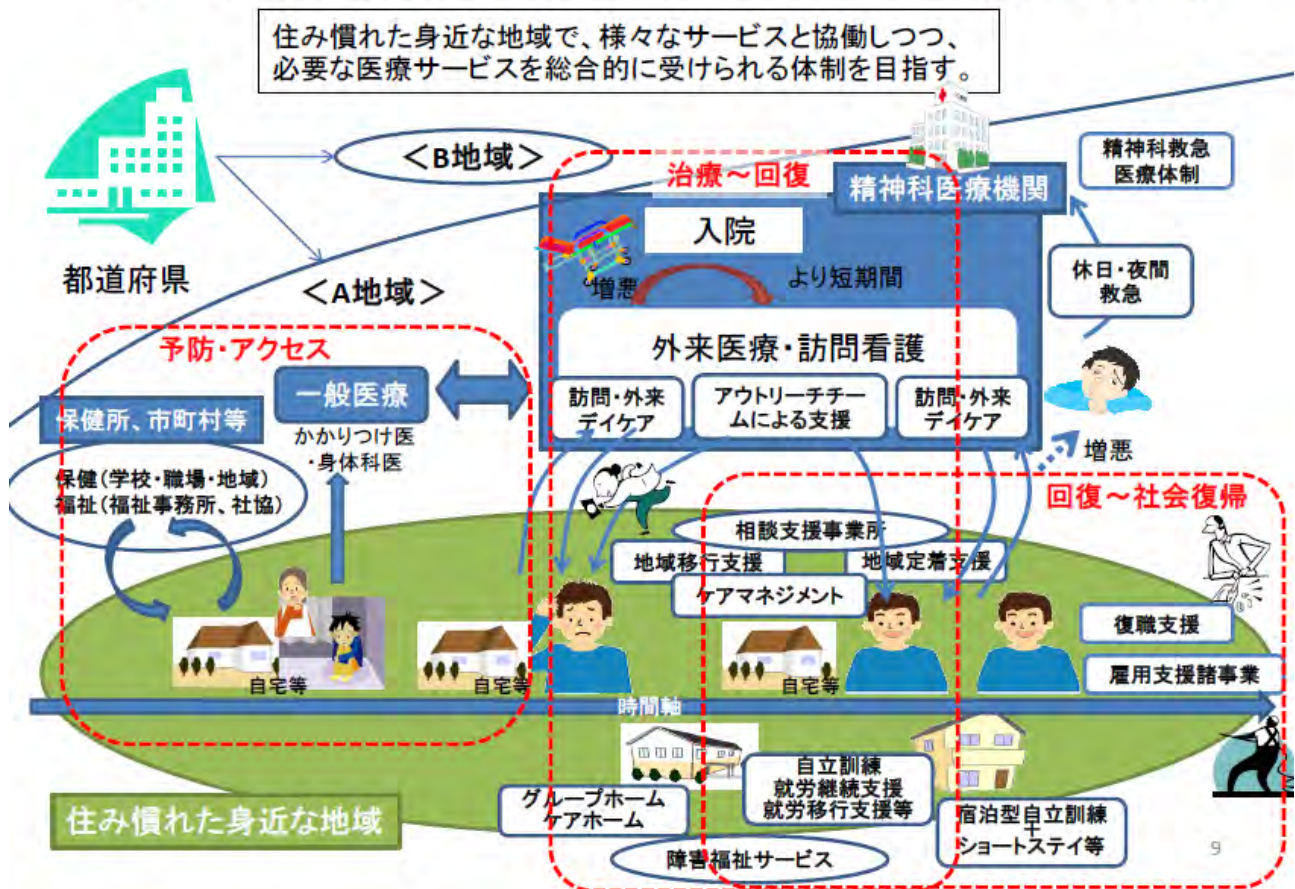 住み慣れた身近な地域で、様々なサービスと協働しつつ、
必要な医療サービスを総合的に受けられる体制を目指す。
＜B地域＞
治療～回復
精神科医療機関
精神科救急
医療体制
都道府県
＜A地域＞
入院
増悪
より短期間
休日・夜間
救急
予防・アクセス
一般医療
かかりつけ医
・身体科医
外来医療・訪問看護
訪問・外来
デイケア
アウトリーチチー
ムによる支援
訪問・外来
デイケア
保健所、市町村等
保健(学校・職場・地域)
福祉(福祉事務所、社協)
増悪
回復～社会復帰
相談支援事業所
地域移行支援
地域定着支援
ケアマネジメント
復職支援
雇用支援諸事業
自宅等
自宅等
自宅等
時間軸
住み慣れた身近な地域
グループホーム
ケアホーム
自立訓練
就労継続支援
就労移行支援等
宿泊型自立訓練
+
ショートステイ等
障害福祉サービス
9